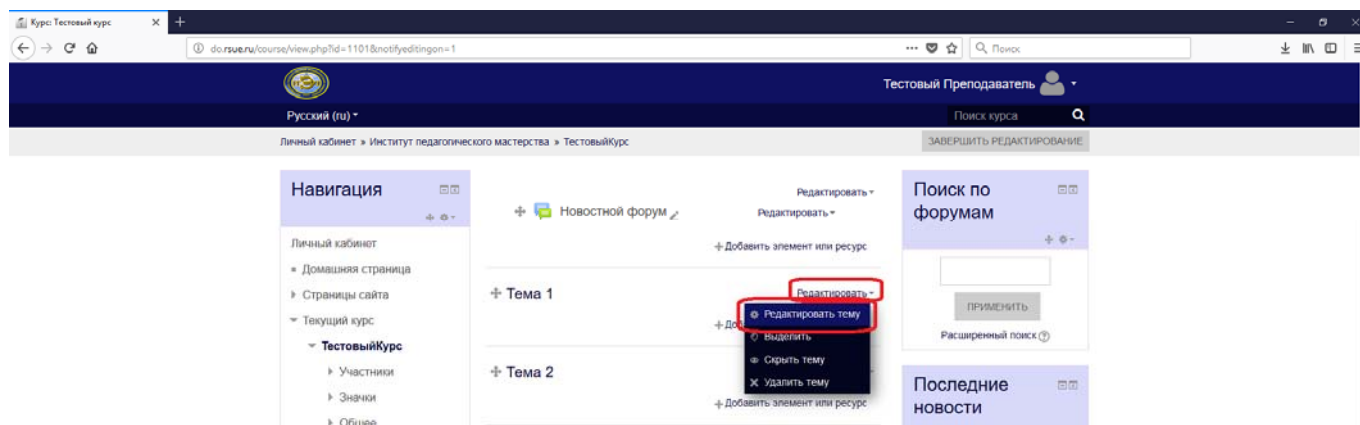 Курс: Тестовый курс
do.rsue.ru/course/view.php?id=1101&notifyeditingon=1
Поиск
Тестовый Преподаватель
Русский (ru)
Поиск курса
Личный кабинет » Институт педагогического мастерства » ТестовыйКурс
ЗАВЕРШИТЬ РЕДАКТИРОВАНИЕ
Навигация
Личный кабинет
Домашняя страница
Страницы сайта
Текущий курс
ТестовыйКурс
Участники
Значки
Общее
Редактировать
Новостной форум
Редактировать
Добавить элемент или ресурс
Тема 1
Редактировать
Редактировать тему
Выделить
Скрыть тему
Удалить тему
Тема 2
Добавить элемент или ресурс
Поиск по
форумам
ПРИМЕНИТЬ
Расширенный поиск
Последние
новости